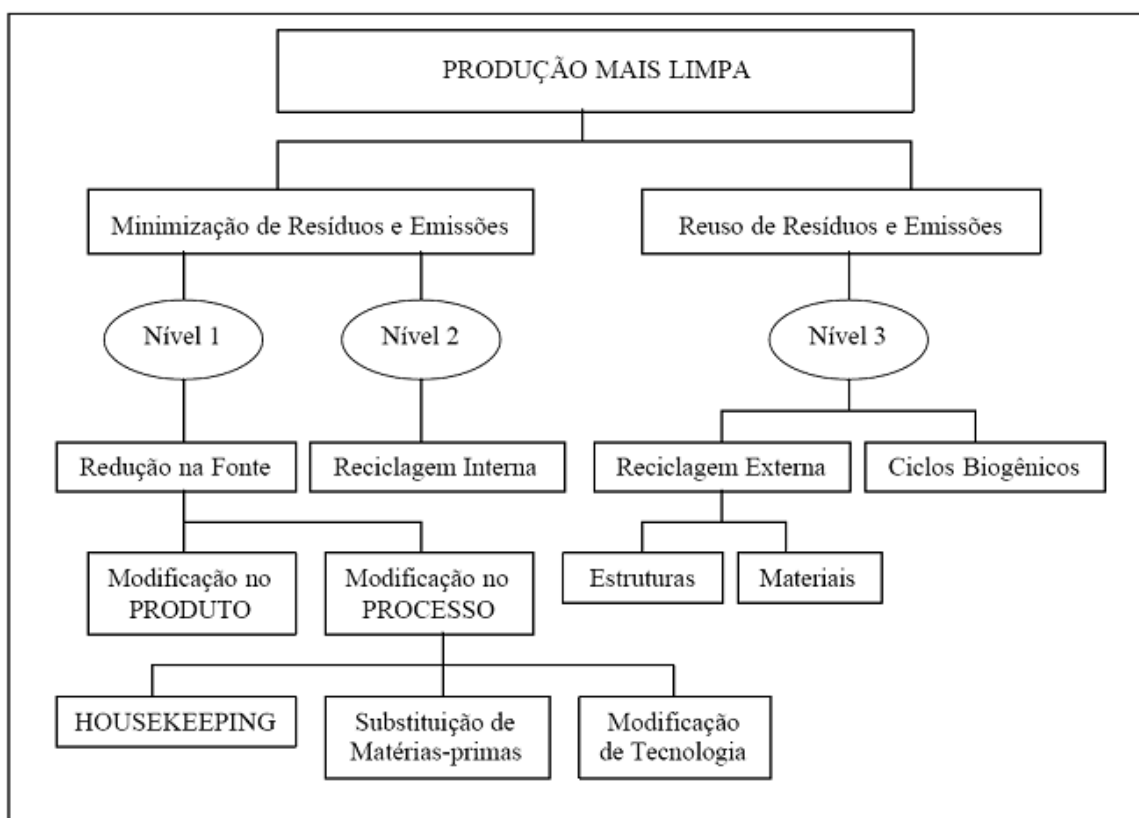 PRODUÇÃO MAIS LIMPA
Minimização de Resíduos e Emissões
Reuso de Resíduos e Emissões
Nível 1
Nível 2
Nível 3
Redução na Fonte
Reciclagem Interna
Reciclagem Externa
Ciclos Biogênicos
Modificação no
PRODUTO
Modificação no
PROCESSO
Estruturas
Materiais
HOUSEKEEPING
Substituição de
Matérias-primas
Modificação
de Tecnologia